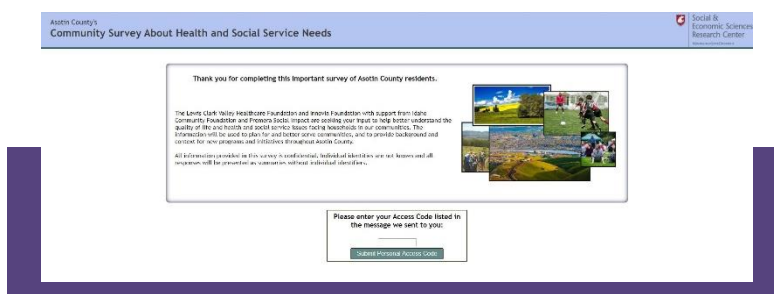 Asotin County's
Community Survey About Health and Social Service Needs
Social &
Economic Sciences
Research Center
Thank you for completing this important survey of Asotin County residents.
The Lewis Clark Valley Healthcare Foundation and Innovia Foundation with support from Idaho
Community Foundation and Premera Social Impact are seeking your input to help better understand the
quality of life and health and social service issues facing households in our communities. The
information will be used to plan for and better serve communities, and to provide background and
context for new programs and initiatives throughout Asotin County.
All information provided in this survey is confidential. Individual identities are not known and all
responses will be presented as summaries without individual identifiers.
Please enter your Access Code listed in
the message we sent to you:
Submit Personal Access Code